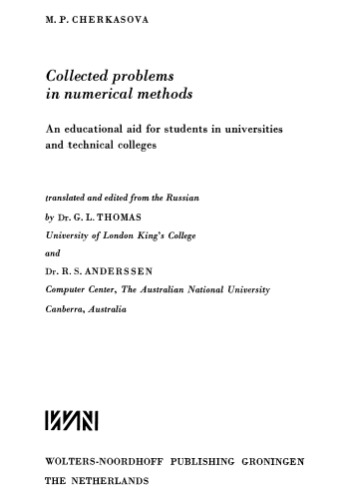 M. P. CHERKASOVA
Collected problems
in numerical methods
An educational aid for students in universities
and technical colleges
translated and edited from the Russian
by Dr. G. L. THOMAS
University of London King's College
and
Dr. R. S. ANDERSSEN
Computer Center, The Australian National University
Canberra, Australia
WOLTERS-NOORDHOFF PUBLISHING GRONINGEN
THE NETHERLANDS